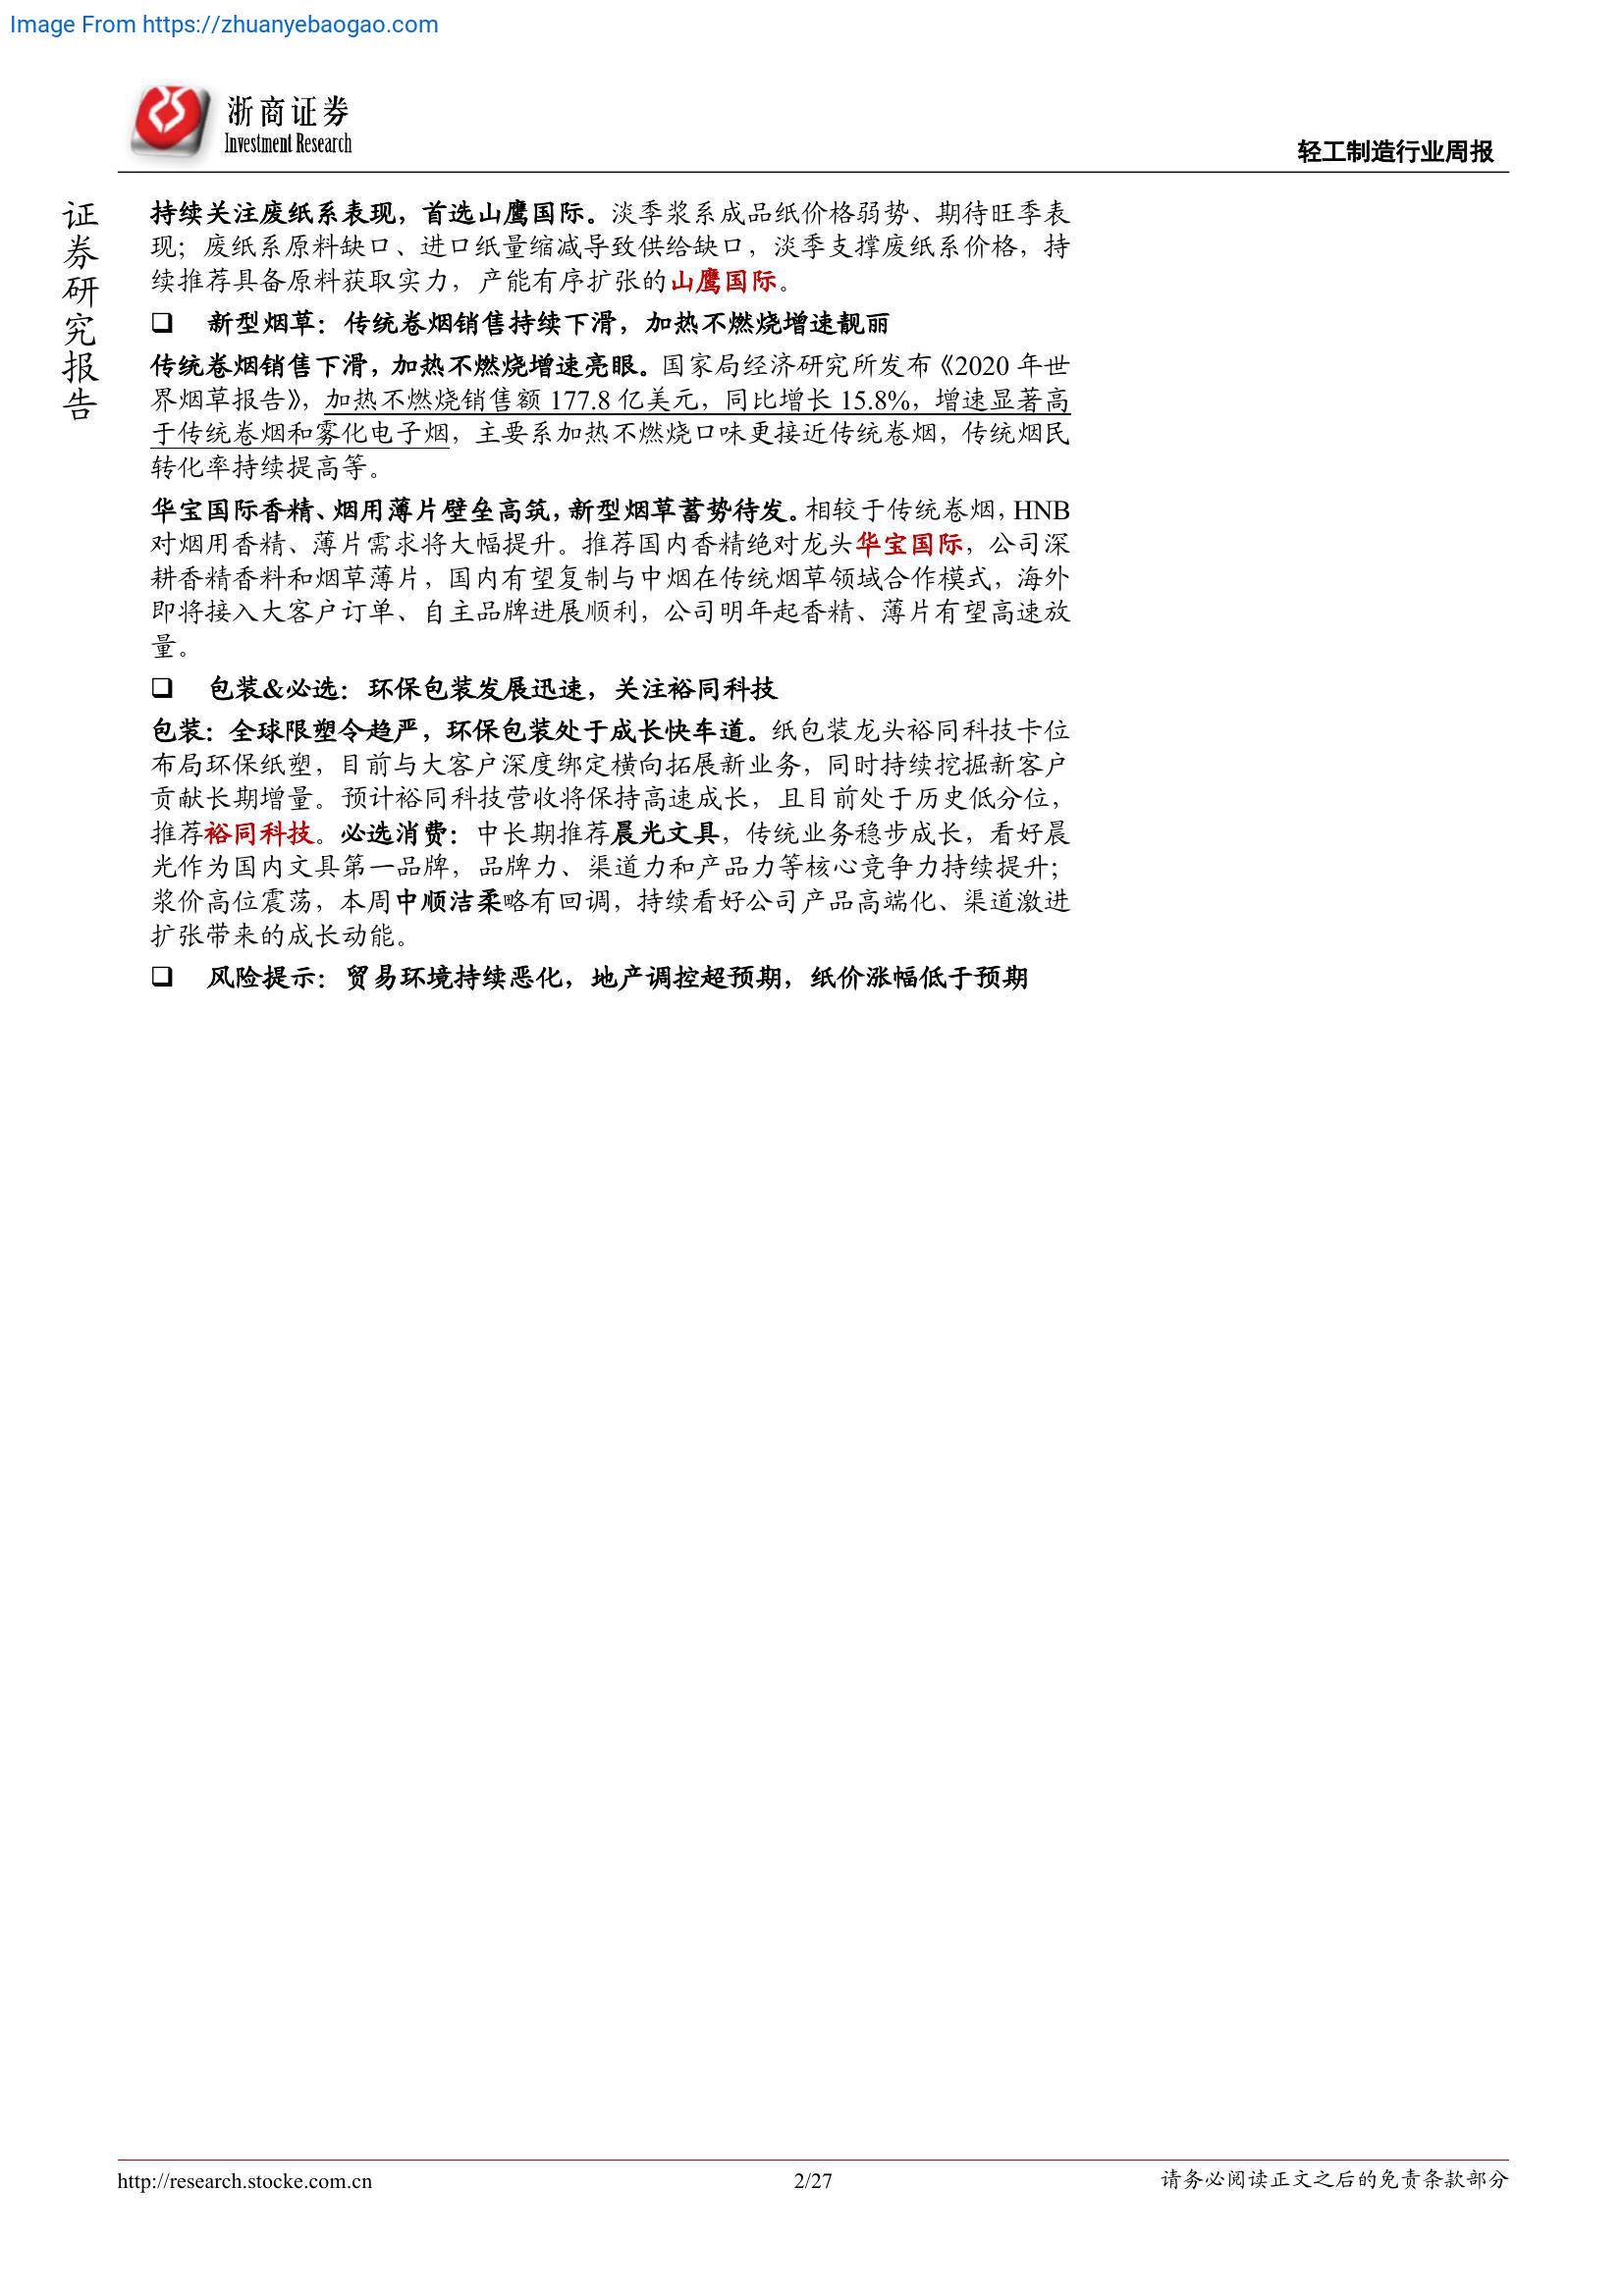 Image From https://zhuanyebaogao.com
浙商证券
Investment Research
轻工制造行业周报
证券研究报告
持续关注废纸系表现，首选山鹰国际。淡季浆系成品纸价格弱势、期待旺季表
现；废纸系原料缺口、进口纸量缩减导致供给缺口，淡季支撑废纸系价格，持
续推荐具备原料获取实力，产能有序扩张的山鹰国际。
❑ 新型烟草：传统卷烟销售持续下滑，加热不燃烧增速靓丽
传统卷烟销售下滑，加热不燃烧增速亮眼。国家局经济研究所发布《2020 年世
界烟草报告》，加热不燃烧销售额 177.8 亿美元，同比增长 15.8%，增速显著高
于传统卷烟和雾化电子烟，主要系加热不燃烧口味更接近传统卷烟，传统烟民
转化率持续提高等。
华宝国际香精、烟用薄片壁垒高筑，新型烟草蓄势待发。相较于传统卷烟，HNB
对烟用香精、薄片需求将大幅提升。推荐国内香精绝对龙头华宝国际，公司深
耕香精香料和烟草薄片，国内有望复制与中烟在传统烟草领域合作模式，海外
即将接入大客户订单、自主品牌进展顺利，公司明年起香精、薄片有望高速放
量。
❑ 包装&必选：环保包装发展迅速，关注裕同科技
包装：全球限塑令趋严，环保包装处于成长快车道。纸包装龙头裕同科技卡位
布局环保纸塑，目前与大客户深度绑定横向拓展新业务，同时持续挖掘新客户
贡献长期增量。预计裕同科技营收将保持高速成长，且目前处于历史低分位，
推荐裕同科技。必选消费：中长期推荐晨光文具，传统业务稳步成长，看好晨
光作为国内文具第一品牌，品牌力、渠道力和产品力等核心竞争力持续提升；
浆价高位震荡，本周中顺洁柔略有回调，持续看好公司产品高端化、渠道激进
扩张带来的成长动能。
❑ 风险提示：贸易环境持续恶化，地产调控超预期，纸价涨幅低于预期
http://research.stocke.com.cn
2/27
请务必阅读正文之后的免责条款部分